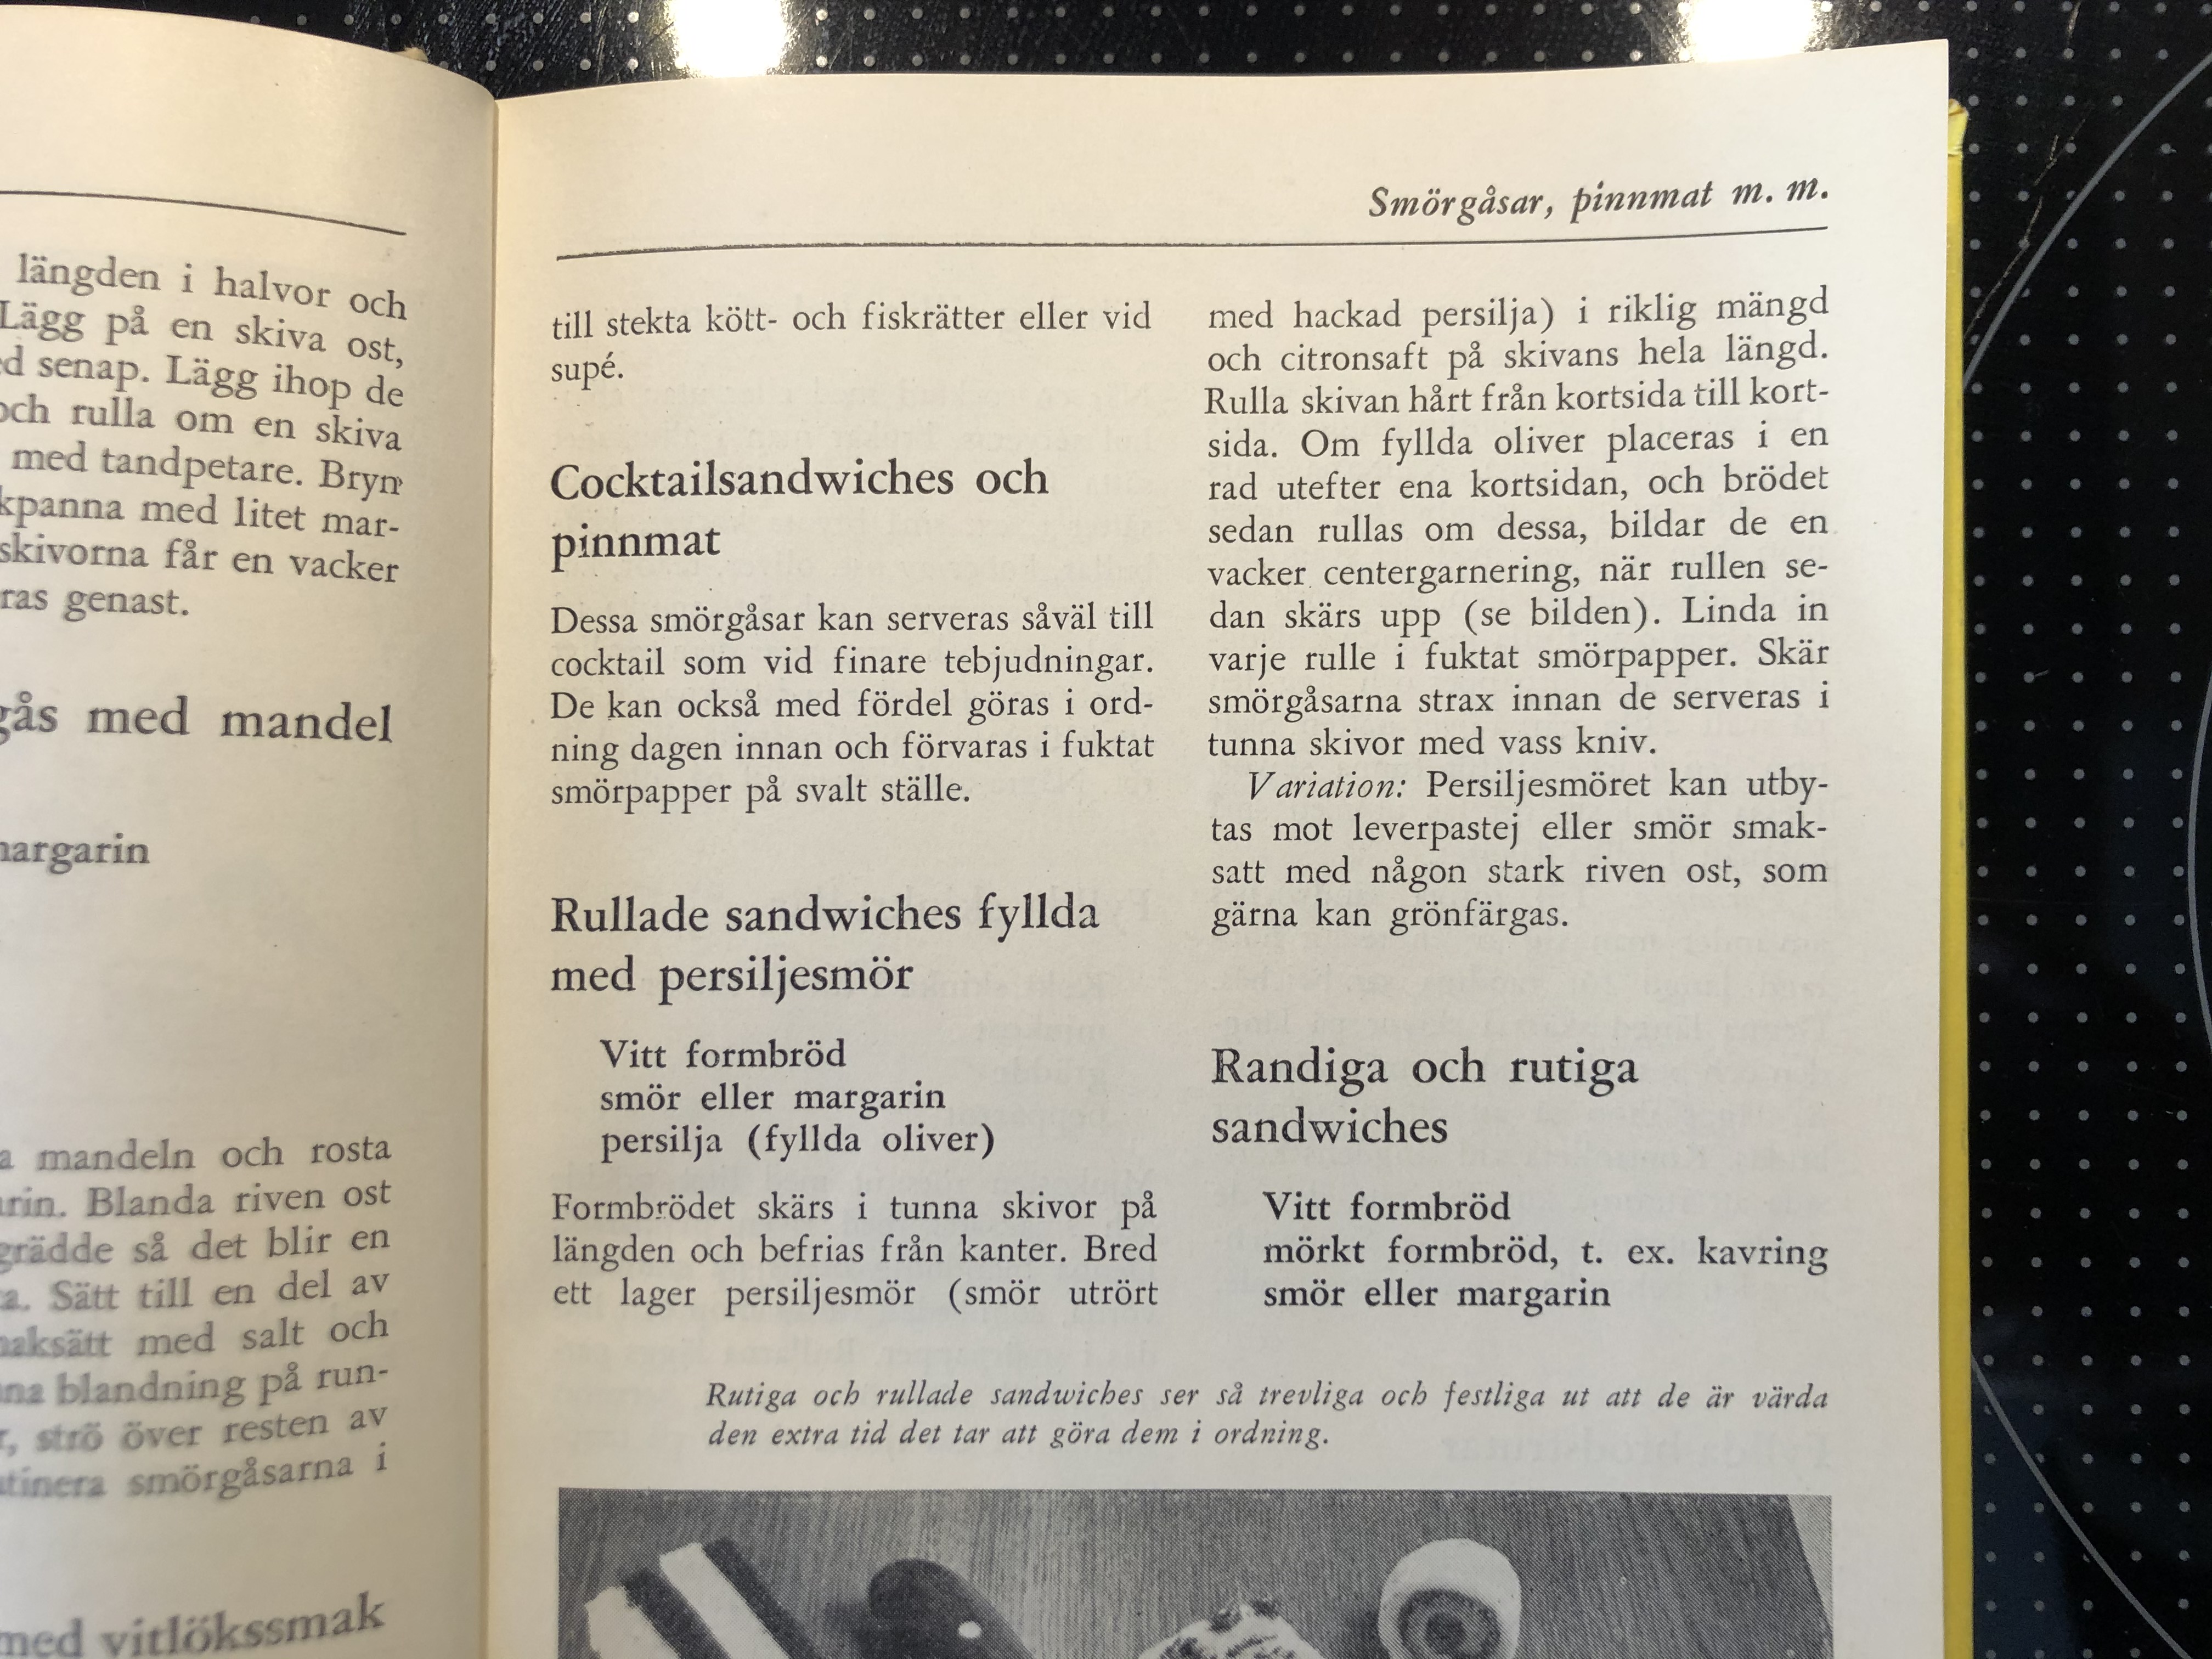 längden i halvor och
Lägg på en skiva ost,
senap. Lägg ihop de
och rulla om en skiva
med tandpetare. Bryn
med litet mar-
skivorna får en vacker
genast.
med mandel
margarin
mandeln och rosta
Blanda riven ost
grädde så det blir en
Sätt till en del av
med salt och
blandning på run-
strö över resten av
smörgåsarna i
med vitlökssmak
Smörgåsar, pinnmat m. m.
till stekta kött- och fiskrätter eller vid
supé.
Cocktailsandwiches och
pinnmat
Dessa smörgåsar kan serveras såväl till
cocktail som vid finare tebjudningar.
De kan också med fördel göras i ord-
ning dagen innan och förvaras i fuktat
smörpapper på svalt ställe.
Rullade sandwiches fyllda
med persiljesmör
Vitt formbröd
smör eller margarin
persilja (fyllda oliver)
Formbrödet skärs i tunna skivor på
längden och befrias från kanter. Bred
ett lager persiljesmör (smör utrört
med hackad persilja) i riklig mängd
och citronsaft på skivans hela längd.
Rulla skivan hårt från kortsida till kort-
sida. Om fyllda oliver placeras i en
rad utefter ena kortsidan, och brödet
sedan rullas om dessa, bildar de en
vacker centergarnering, när rullen se-
dan skärs upp (se bilden). Linda in
varje rulle i fuktat smörpapper. Skär
smörgåsarna strax innan de serveras i
tunna skivor med vass kniv.
Variation: Persiljesmöret kan utby-
tas mot leverpastej eller smör smak-
satt med någon stark riven ost, som
gärna kan grönfärgas.
Randiga och rutiga
sandwiches
Vitt formbröd
mörkt formbröd, t. ex. kavring
smör eller margarin
Rutiga och rullade sandwiches ser så trevliga och festliga ut att de är värda
den extra tid det tar att göra dem i ordning.